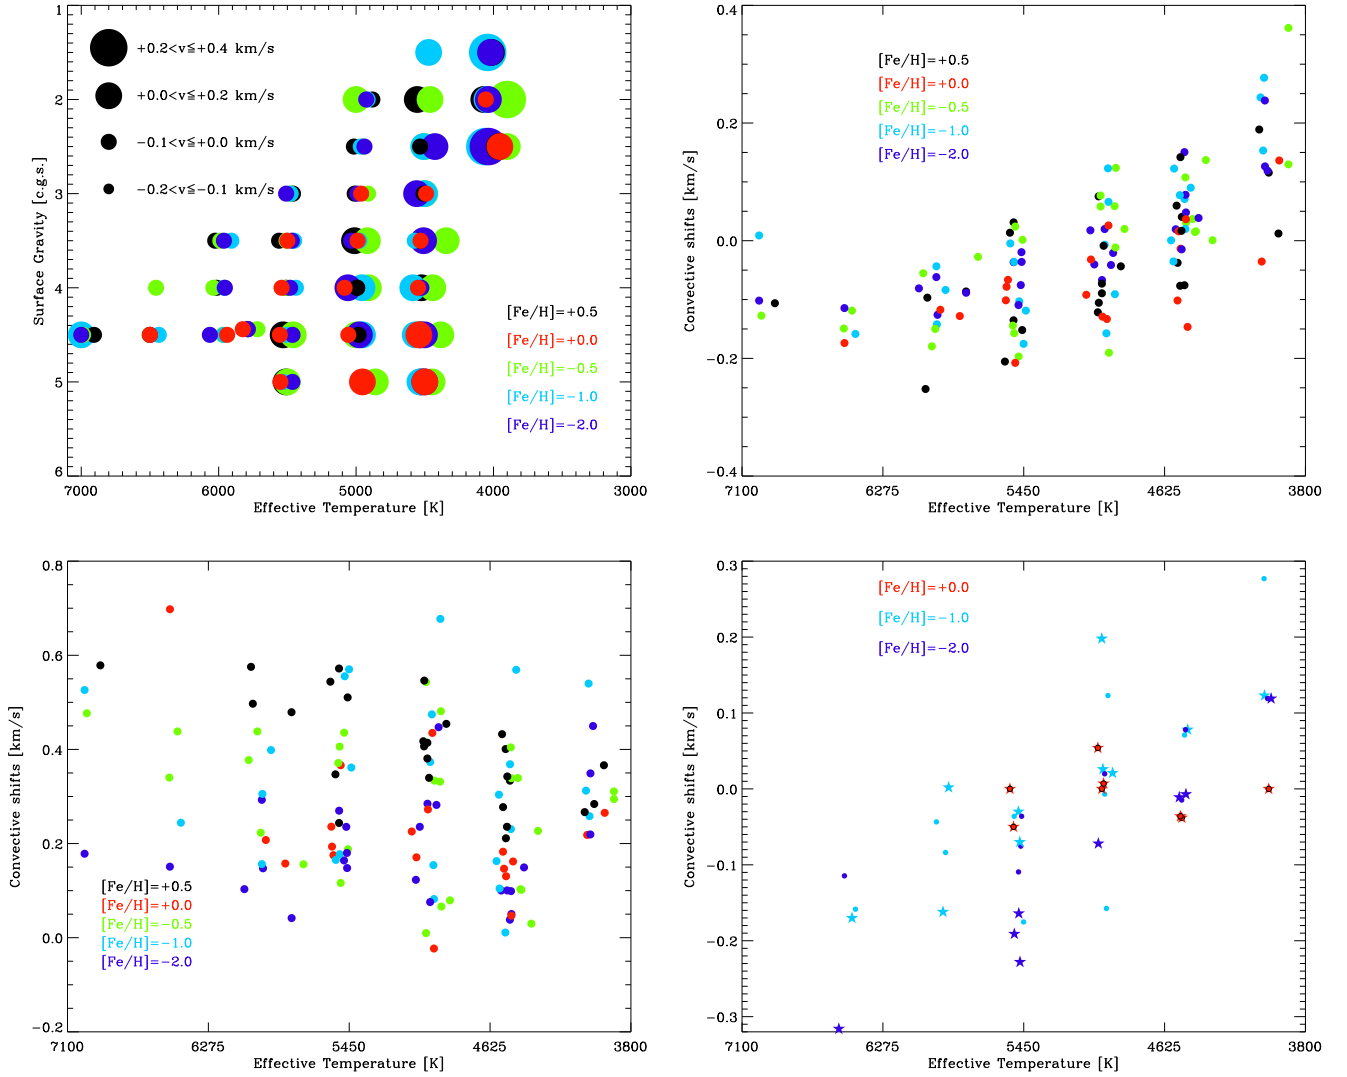 1
2
3
4
5
6
Surface Gravity [c.g.s.]
+0.2<v≦+0.4 km/s
+0.0<v≦+0.2 km/s
−0.1<v≦+0.0 km/s
−0.2<v≦−0.1 km/s
[Fe/H]=+0.5
[Fe/H]=+0.0
[Fe/H]=−0.5
[Fe/H]=−1.0
[Fe/H]=−2.0
7000 6000 5000 4000 3000
Effective Temperature [K]
0.4
0.2
0.0
−0.2
−0.4
Convective shifts [km/s]
[Fe/H]=+0.5
[Fe/H]=+0.0
[Fe/H]=−0.5
[Fe/H]=−1.0
[Fe/H]=−2.0
7100 6275 5450 4625 3800
Effective Temperature [K]
0.8
0.6
0.4
0.2
0.0
−0.2
Convective shifts [km/s]
[Fe/H]=+0.5
[Fe/H]=+0.0
[Fe/H]=−0.5
[Fe/H]=−1.0
[Fe/H]=−2.0
7100 6275 5450 4625 3800
Effective Temperature [K]
0.3
0.2
0.1
0.0
−0.1
−0.2
−0.3
Convective shifts [km/s]
[Fe/H]=+0.0
[Fe/H]=−1.0
[Fe/H]=−2.0
7100 6275 5450 4625 3800
Effective Temperature [K]